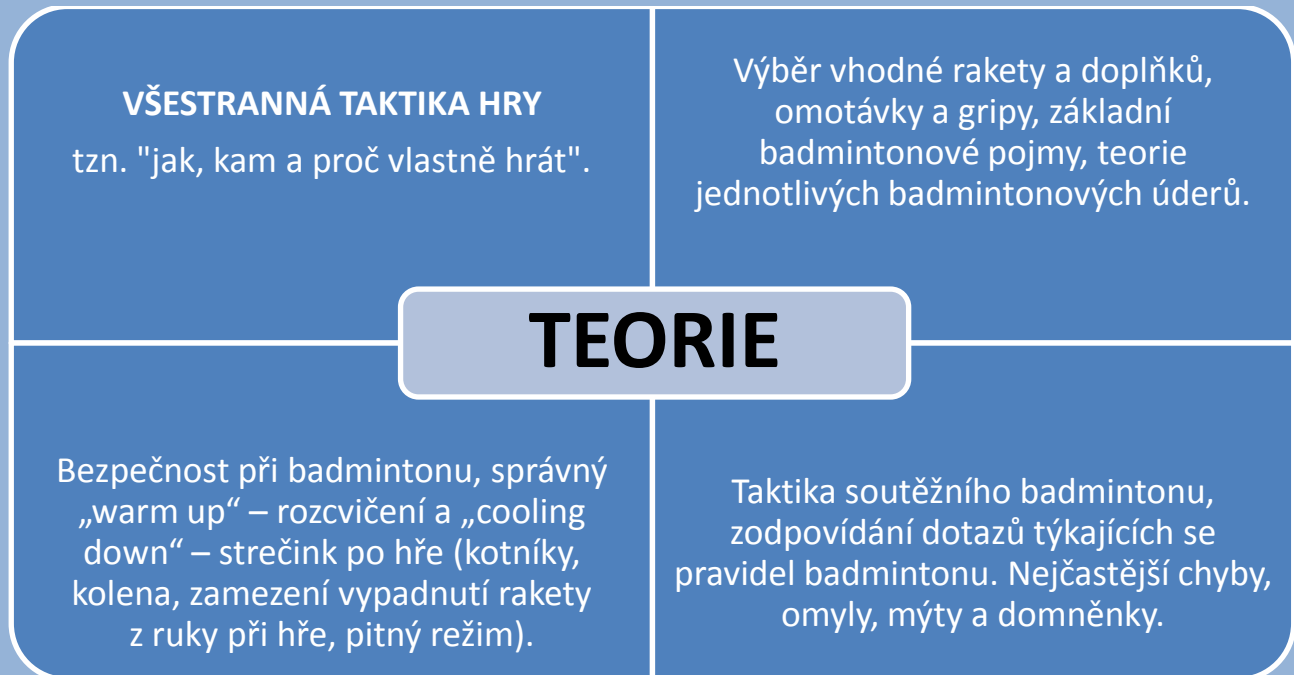 VŠESTRANNÁ TAKTIKA HRY
tzn. "jak, kam a proč vlastně hrát".
Výběr vhodné rakety a doplňků,
omotávky a gripy, základní
badmintonové pojmy, teorie
jednotlivých badmintonových úderů.
TEORIE
Bezpečnost při badmintonu, správný
„warm up“ – rozcvičení a „cooling
down“ – strečink po hře (kotníky,
kolena, zamezení vypadnutí rakety
z ruky při hře, pitný režim).
Taktika soutěžního badmintonu,
zodpovídání dotazů týkajících se
pravidel badmintonu. Nejčastější chyby,
omyly, mýty a domněnky.